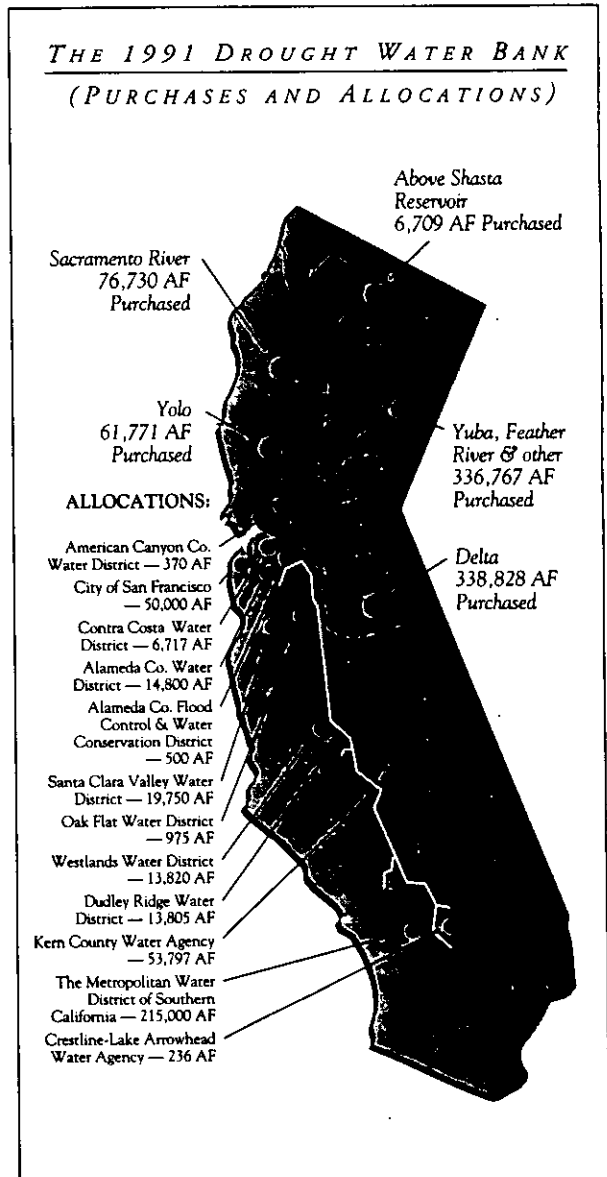 THE 1991 DROUGHT WATER BANK
(PURCHASES AND ALLOCATIONS)
Above Shasta
Reservoir
6,709 AF Purchased
Sacramento River
76,730 AF
Purchased
Yolo
61,771 AF
Purchased
Yuba, Feather
River & other
336,767 AF
Purchased
Delta
338,828 AF
Purchased
ALLOCATIONS:
American Canyon Co.
Water District — 370 AF
City of San Francisco
— 50,000 AF
Contra Costa Water
District — 6,717 AF
Alameda Co. Water
District — 14,800 AF
Alameda Co. Flood
Control & Water
Conservation District
— 500 AF
Santa Clara Valley Water
District — 19,750 AF
Oak Flat Water District
— 975 AF
Westlands Water District
— 13,820 AF
Dudley Ridge Water
District — 13,805 AF
Kern County Water Agency
— 53,797 AF
The Metropolitan Water
District of Southern
California — 215,000 AF
Crestline-Lake Arrowhead
Water Agency — 236 AF